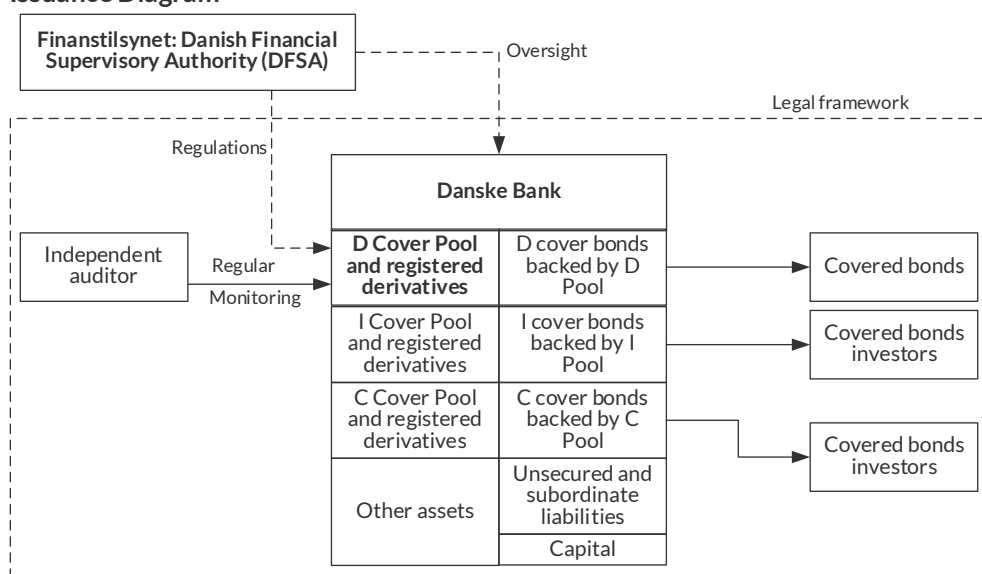 Issuance Diagram
Finanstilsynet: Danish Financial
Supervisory Authority (DFSA)
Oversight
Legal framework
Regulations
Danske Bank
Independent
auditor
Regular
Monitoring
D Cover Pool
and registered
derivatives
D cover bonds
backed by D
Pool
Covered bonds
I Cover Pool
and registered
derivatives
I cover bonds
backed by I
Pool
Covered bonds
investors
C Cover Pool
and registered
derivatives
C cover bonds
backed by C
Pool
Covered bonds
investors
Other assets
Unsecured and
subordinate
liabilities
Capital